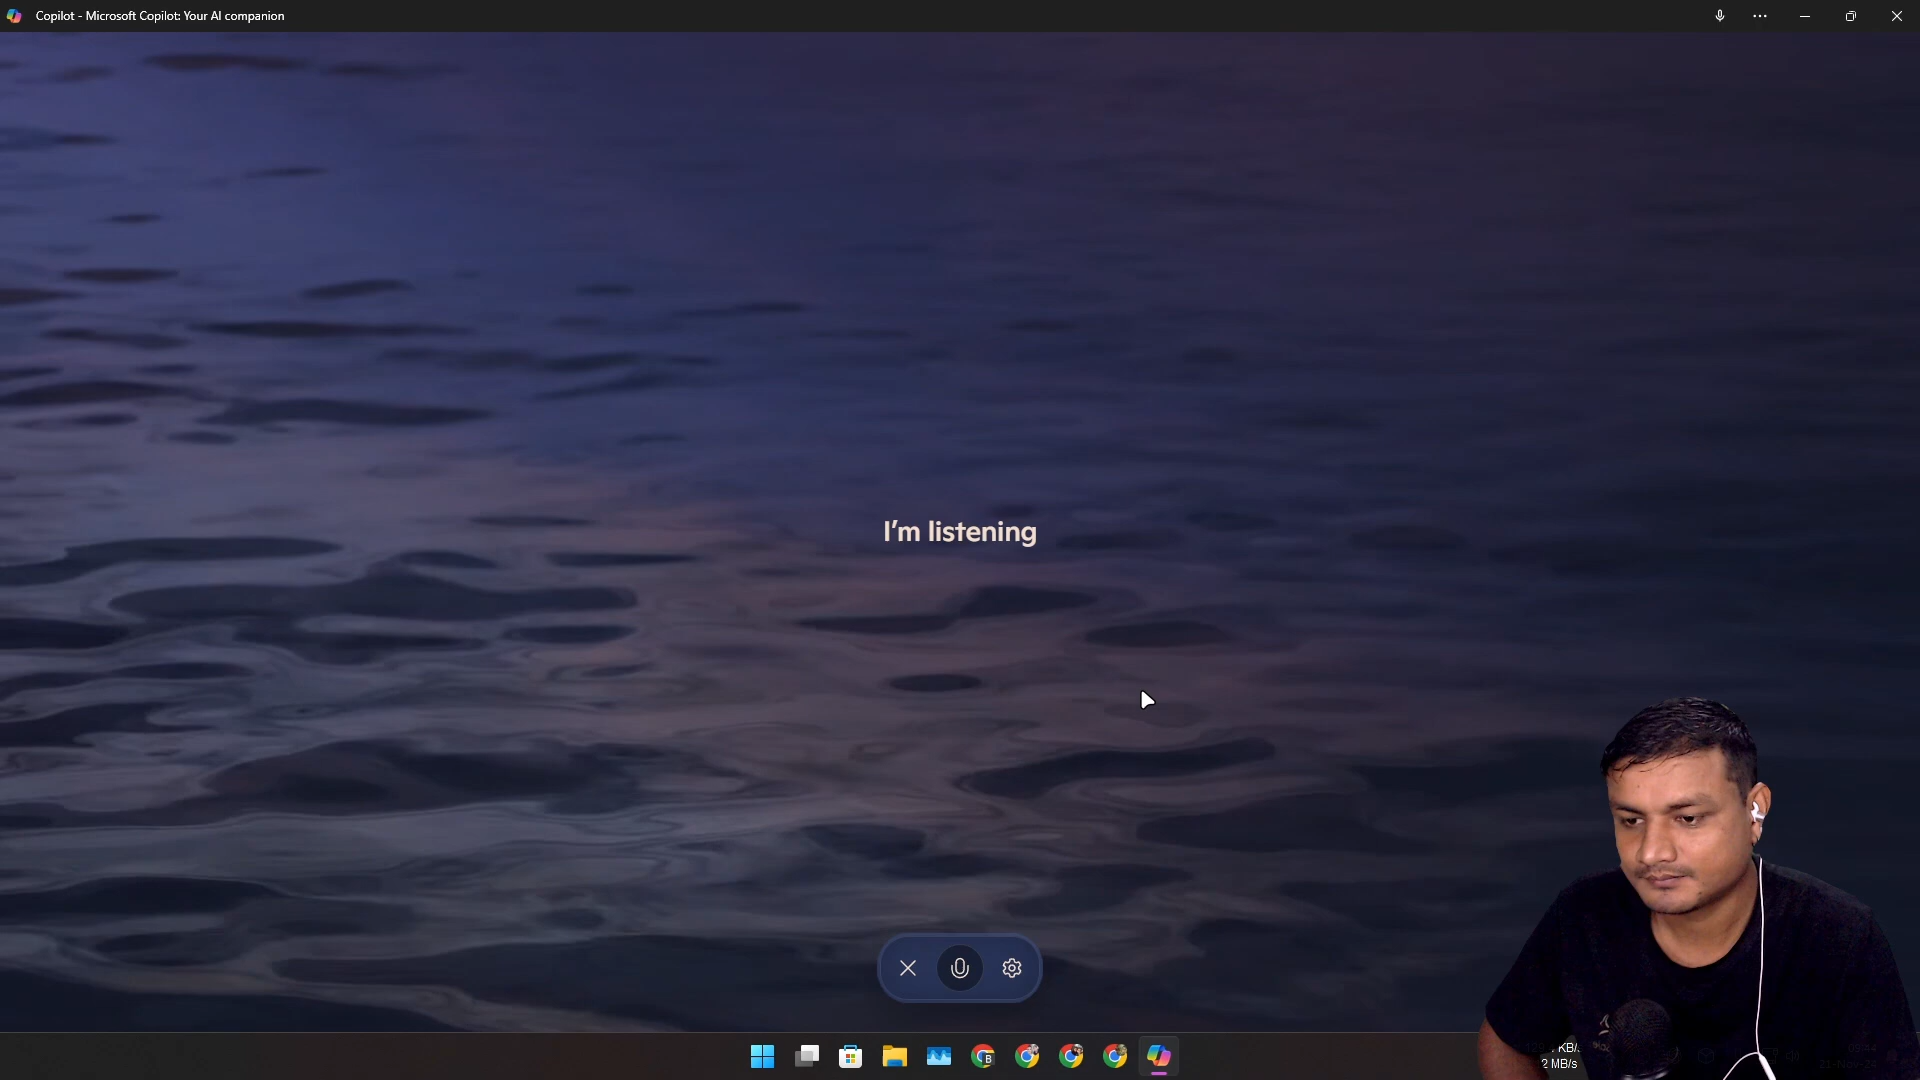 Copilot - Microsoft Copilot: Your AI companion
I'm listening
B
KB/s
2 MB/s